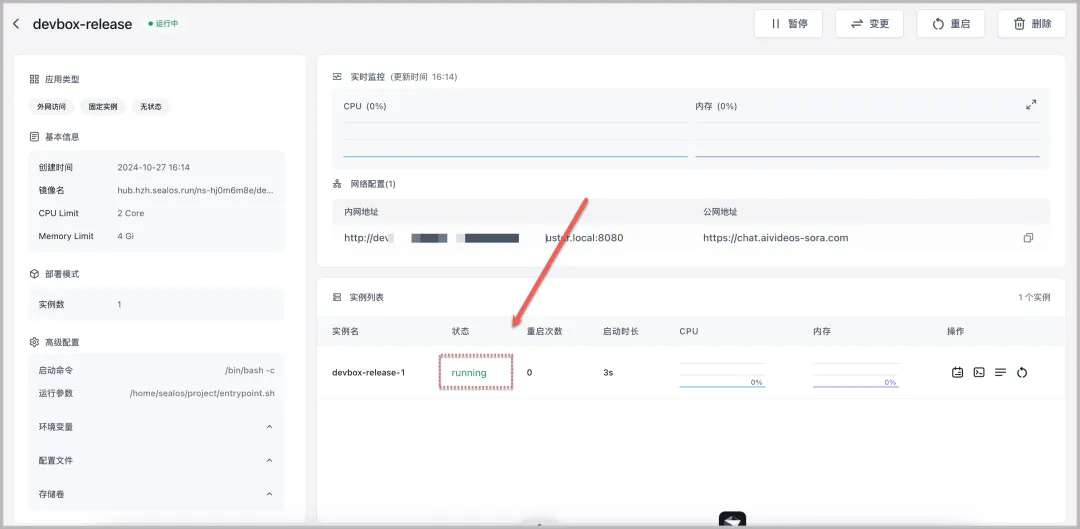 devbox-release 运行中
暂停 变更 重启 删除
应用类型
外网访问 固定实例 无状态
基本信息
创建时间 2024-10-27 16:14
镜像名 hub.hzh.sealos.run/ns-hj0m6m8e/de...
CPU Limit 2 Core
Memory Limit 4 Gi
部署模式
实例数 1
高级配置
启动命令 /bin/bash -c
运行参数 /home/sealos/project/entrypoint.sh
环境变量
配置文件
存储卷
实时监控 (更新时间 16:14)
CPU (0%) 内存 (0%)
网络配置(1)
内网地址 公网地址
http://dev uster.local:8080 https://chat.aivideos-sora.com
实例列表 1 个实例
实例名 状态 重启次数 启动时长 CPU 内存 操作
devbox-release-1 running 0 3s 0% 0%